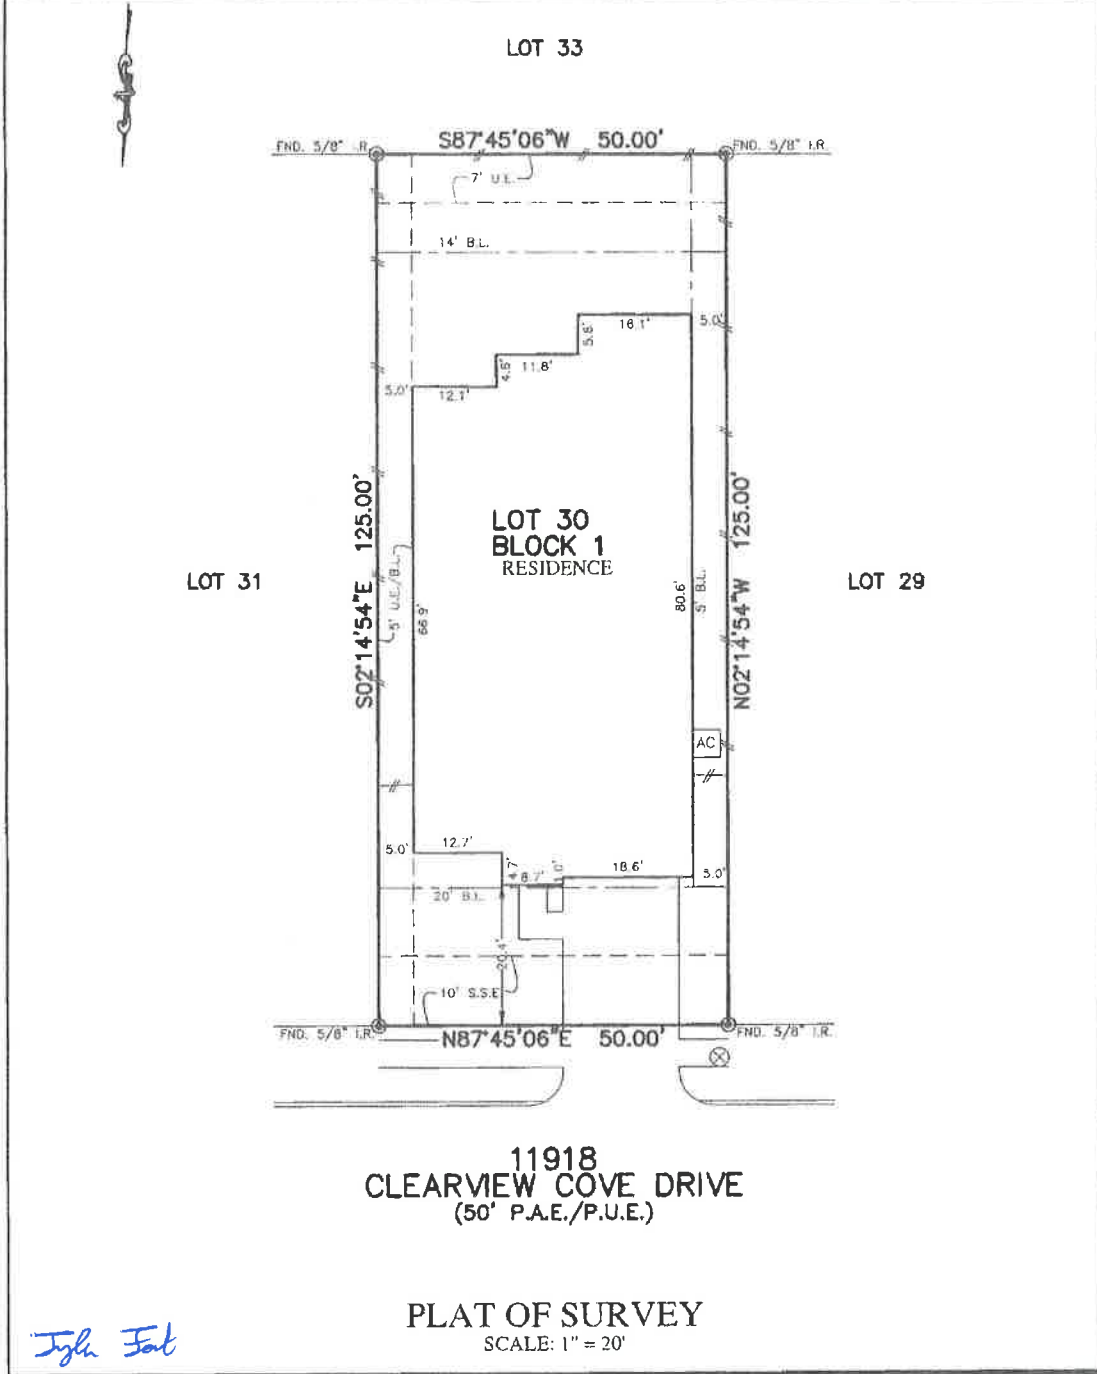 LOT 33
S87°45'06"W 50.00'
FND. 5/8" I.R.
FND. 5/8" I.R.
7' U.E.
14' B.L.
16.1'
5.0'
5.8'
11.8'
4.6'
5.0'
12.1'
S02°14'54"E 125.00'
N02°14'54"W 125.00'
LOT 30
BLOCK 1
RESIDENCE
LOT 31
LOT 29
5' U.E./B.L.
66.9'
80.6'
5' B.L.
AC
12.7'
5.0'
4.7'
8.7'
1.0'
18.6'
5.0'
20' B.L.
20.4'
10' S.S.E.
FND. 5/8" I.R.
N87°45'06"E 50.00'
FND. 5/8" I.R.
11918
CLEARVIEW COVE DRIVE
(50' P.A.E./P.U.E.)
PLAT OF SURVEY
SCALE: 1" = 20'